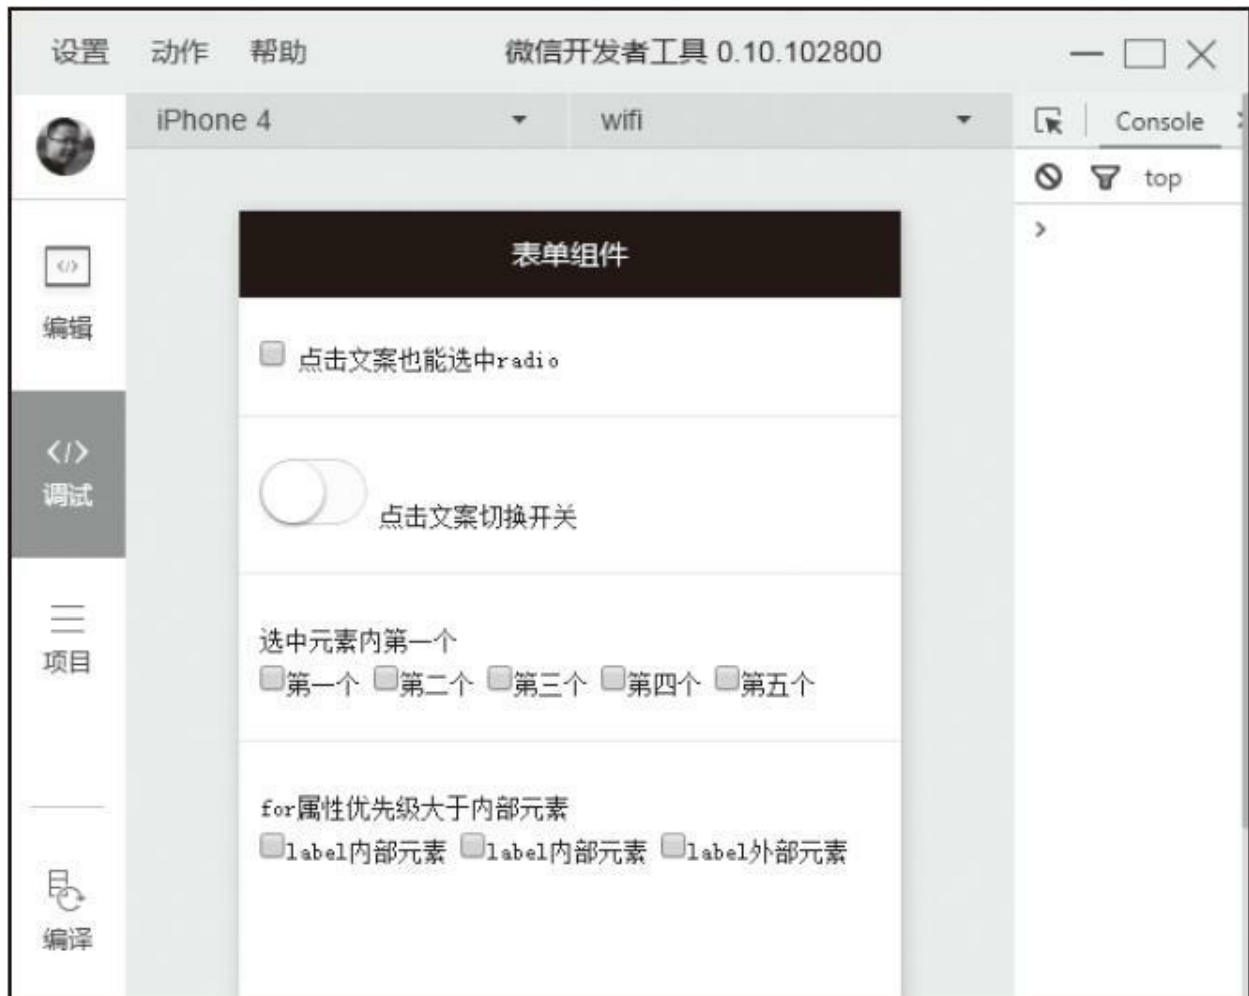 设置 动作 帮助 微信开发者工具 0.10.102800
iPhone 4 wifi Console
top
表单组件
编辑
点击文案也能选中radio
</>
调试
点击文案切换开关
项目
选中元素内第一个
第一个 第二个 第三个 第四个 第五个
for属性优先级大于内部元素
label内部元素 label内部元素 label外部元素
编译